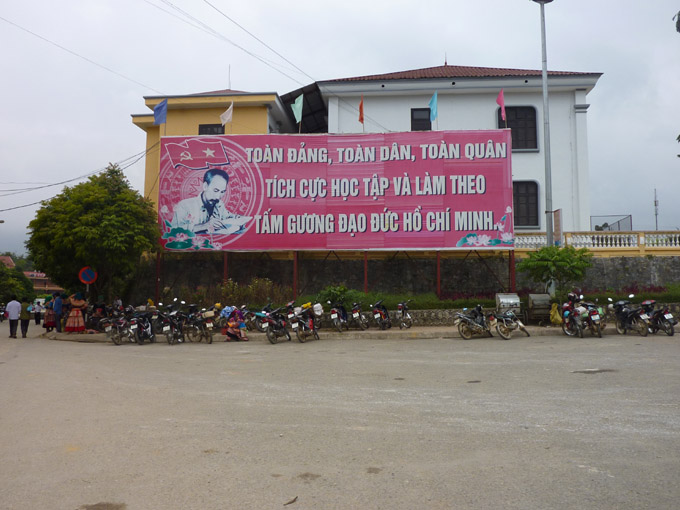 TOÀN ĐẢNG, TOÀN DÂN, TOÀN QUÂN
TÍCH CỰC HỌC TẬP VÀ LÀM THEO
TẤM GƯƠNG ĐẠO ĐỨC HỒ CHÍ MINH